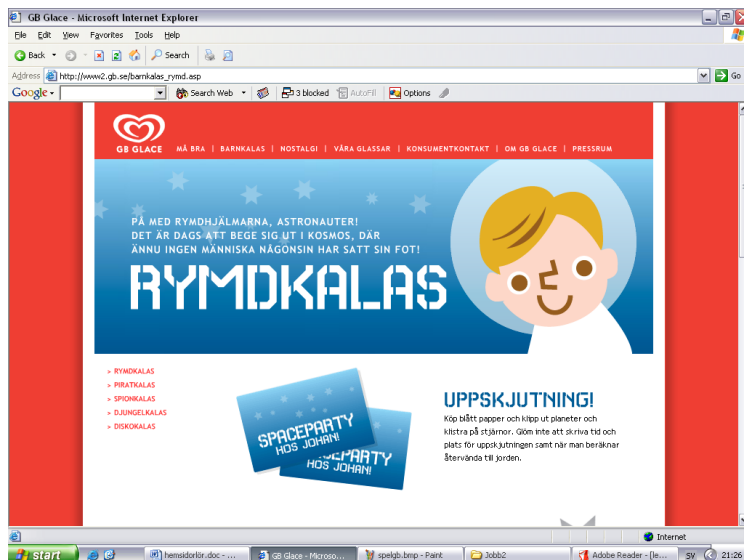 GB Glace - Microsoft Internet Explorer
File Edit View Favorites Tools Help
Back Search
Address http://www2.gb.se/barnkalas_rymd.asp Go
Google Search Web 3 blocked AutoFill Options
GB GLACE
MÅ BRA | BARNKALAS | NOSTALGI | VÅRA GLASSAR | KONSUMENTKONTAKT | OM GB GLACE | PRESSRUM
PÅ MED RYMDHJÄLMARNA, ASTRONAUTER!
DET ÄR DAGS ATT BEGE SIG UT I KOSMOS, DÄR
ÄNNU INGEN MÄNNISKA NÅGONSIN HAR SATT SIN FOT!
RYMDKALAS
> RYMDKALAS
> PIRATKALAS
> SPIONKALAS
> DJUNGELKALAS
> DISKOKALAS
SPACEPARTY
HOS JOHAN!
HOS JOHAN!
UPPSKJUTNING!
Köp blått papper och klipp ut planeter och
klistra på stjärnor. Glöm inte att skriva tid och
plats för uppskjutningen samt när man beräknar
återvända till jorden.
Internet
start hemsidorlie.doc - ... GB Glace - Microso... spelgb.bmp - Paint Jobb2 Adobe Reader - [le... SV 21:26